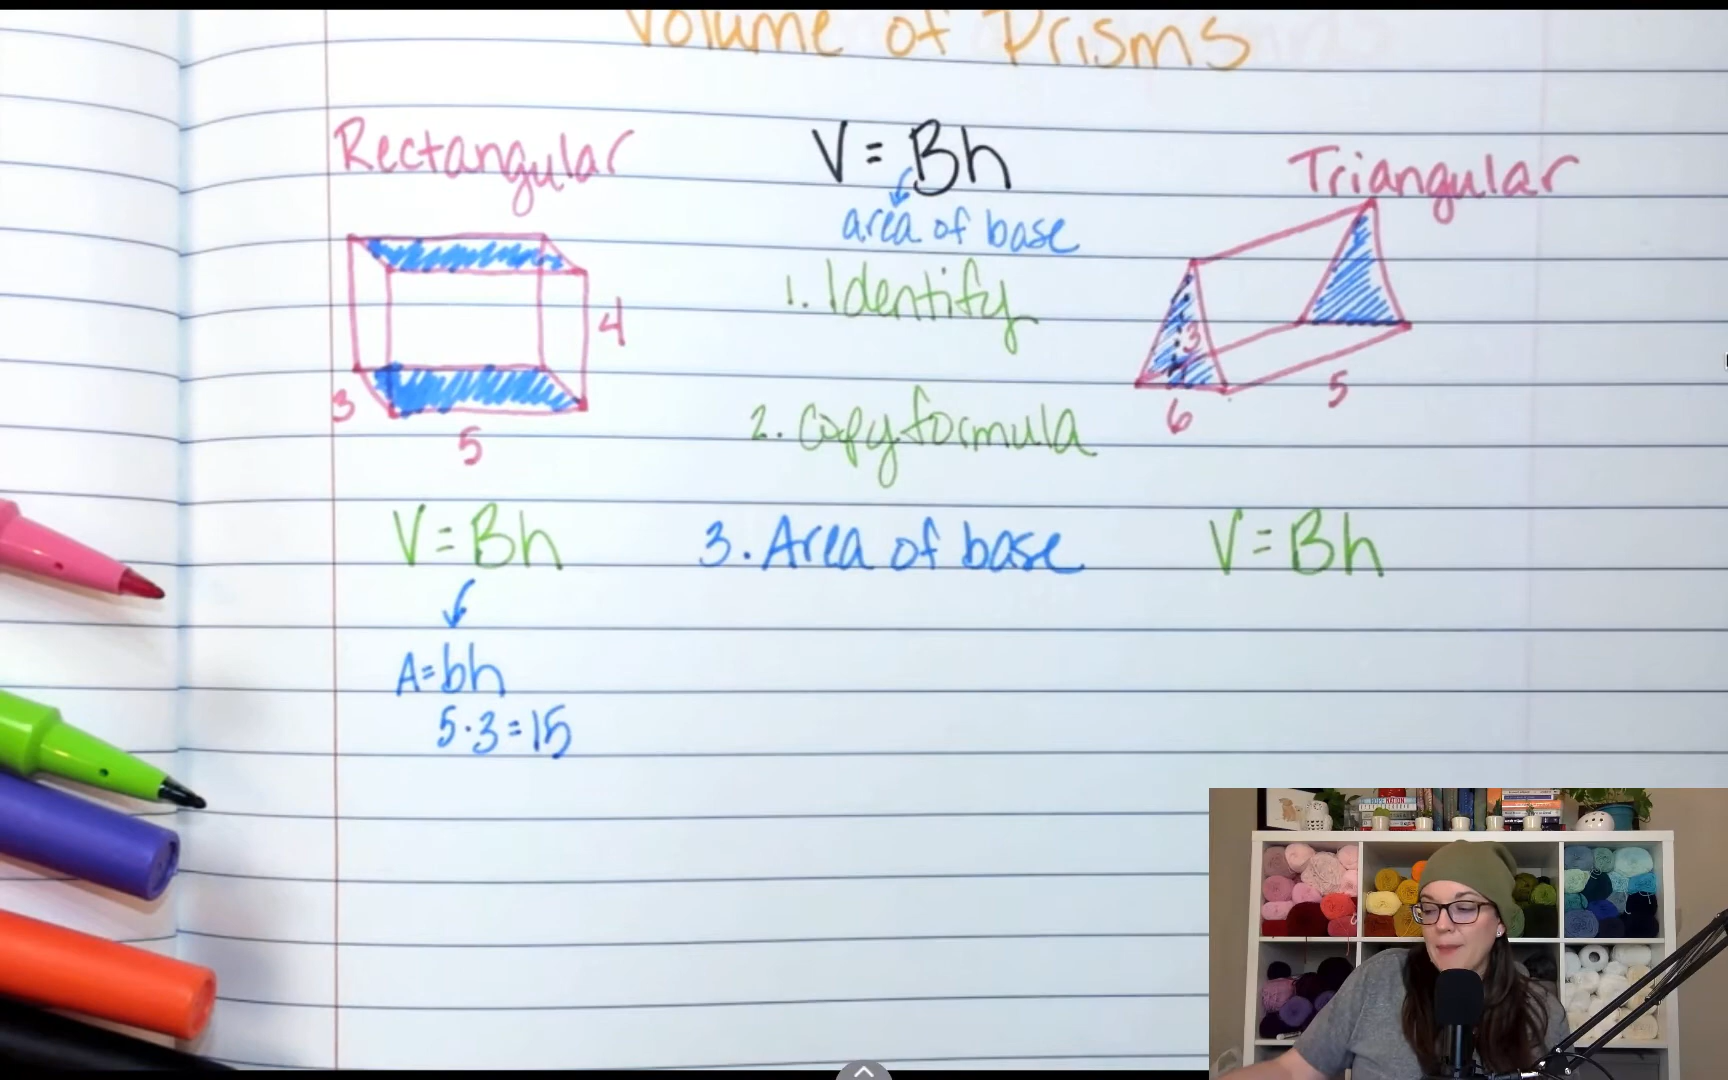 Volume of Prisms
Rectangular
V = Bh
Triangular
area of base
1. Identify
4
3
3
5
6
5
2. Copy formula
V = Bh
3. Area of base
V = Bh
A = bh
5 · 3 = 15